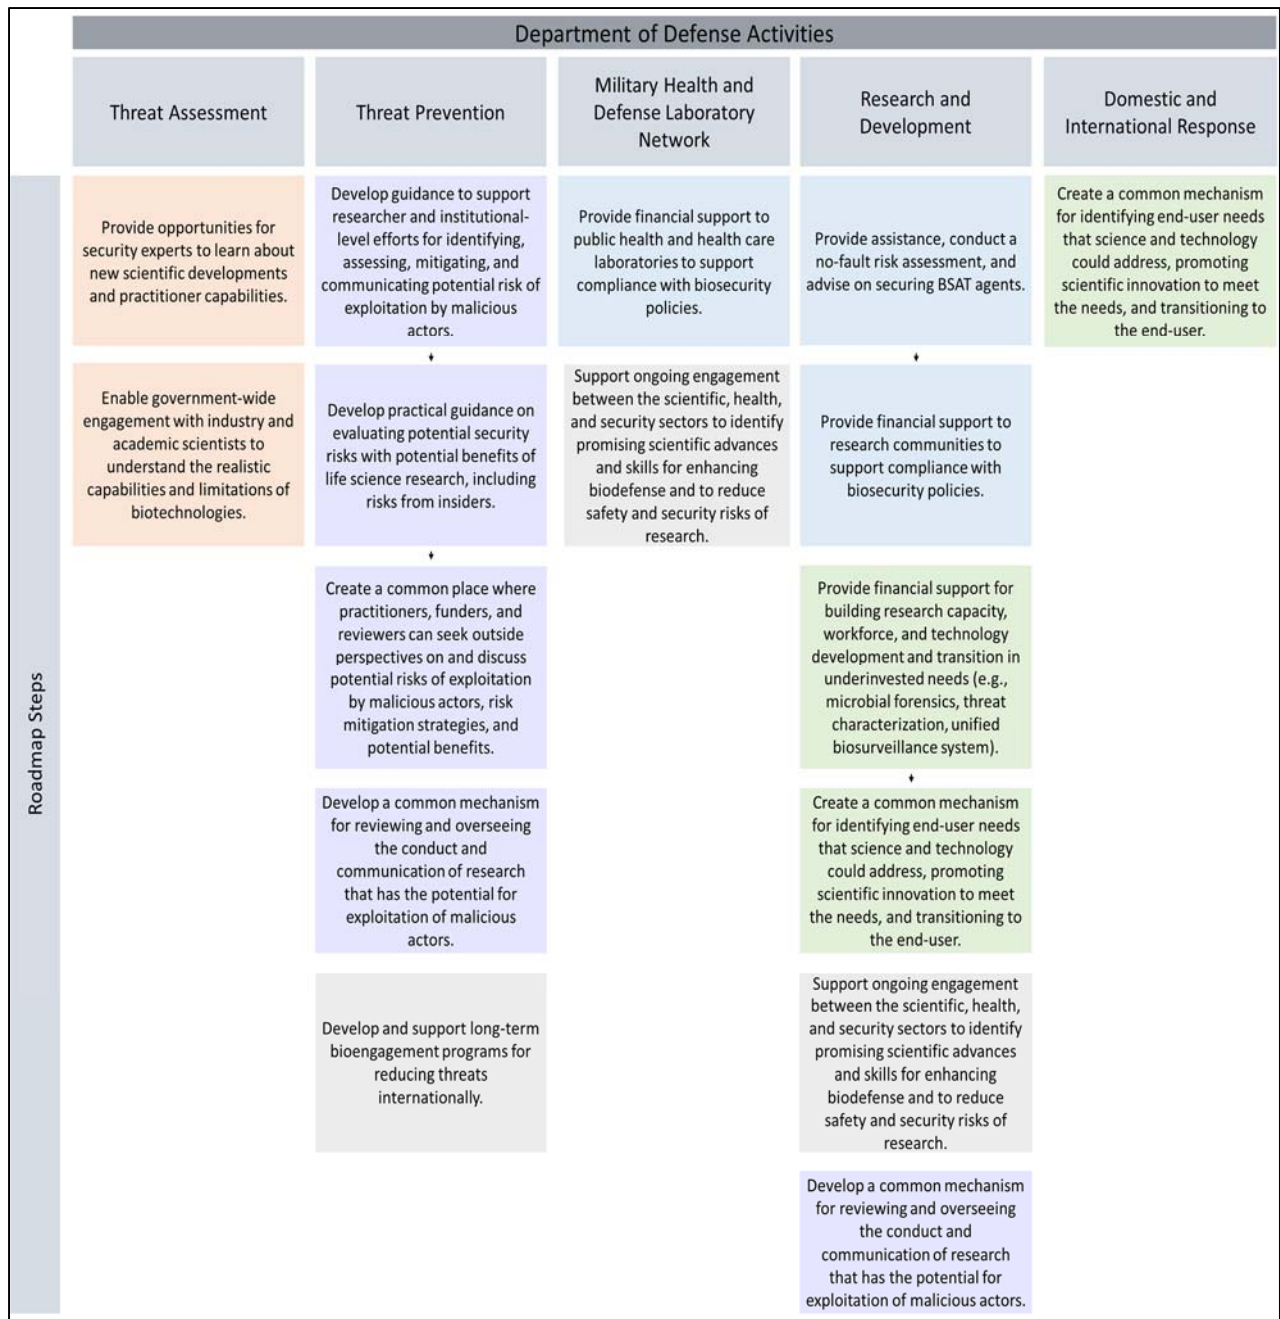 Department of Defense Activities
Threat Assessment
Threat Prevention
Military Health and
Defense Laboratory
Network
Research and
Development
Domestic and
International Response
Roadmap Steps
Provide opportunities for
security experts to learn about
new scientific developments
and practitioner capabilities.
Enable government-wide
engagement with industry and
academic scientists to
understand the realistic
capabilities and limitations of
biotechnologies.
Develop guidance to support
researcher and institutional-
level efforts for identifying,
assessing, mitigating, and
communicating potential risk of
exploitation by malicious
actors.
Develop practical guidance on
evaluating potential security
risks with potential benefits of
life science research, including
risks from insiders.
Create a common place where
practitioners, funders, and
reviewers can seek outside
perspectives on and discuss
potential risks of exploitation
by malicious actors, risk
mitigation strategies, and
potential benefits.
Develop a common mechanism
for reviewing and overseeing
the conduct and
communication of research
that has the potential for
exploitation of malicious
actors.
Develop and support long-term
bioengagement programs for
reducing threats
internationally.
Provide financial support to
public health and health care
laboratories to support
compliance with biosecurity
policies.
Support ongoing engagement
between the scientific, health,
and security sectors to identify
promising scientific advances
and skills for enhancing
biodefense and to reduce
safety and security risks of
research.
Provide assistance, conduct a
no-fault risk assessment, and
advise on securing BSAT agents.
Provide financial support to
research communities to
support compliance with
biosecurity policies.
Provide financial support for
building research capacity,
workforce, and technology
development and transition in
underinvested needs (e.g.,
microbial forensics, threat
characterization, unified
biosurveillance system).
Create a common mechanism
for identifying end-user needs
that science and technology
could address, promoting
scientific innovation to meet
the needs, and transitioning to
the end-user.
Support ongoing engagement
between the scientific, health,
and security sectors to identify
promising scientific advances
and skills for enhancing
biodefense and to reduce
safety and security risks of
research.
Develop a common mechanism
for reviewing and overseeing
the conduct and
communication of research
that has the potential for
exploitation of malicious actors.
Create a common mechanism
for identifying end-user needs
that science and technology
could address, promoting
scientific innovation to meet
the needs, and transitioning to
the end-user.